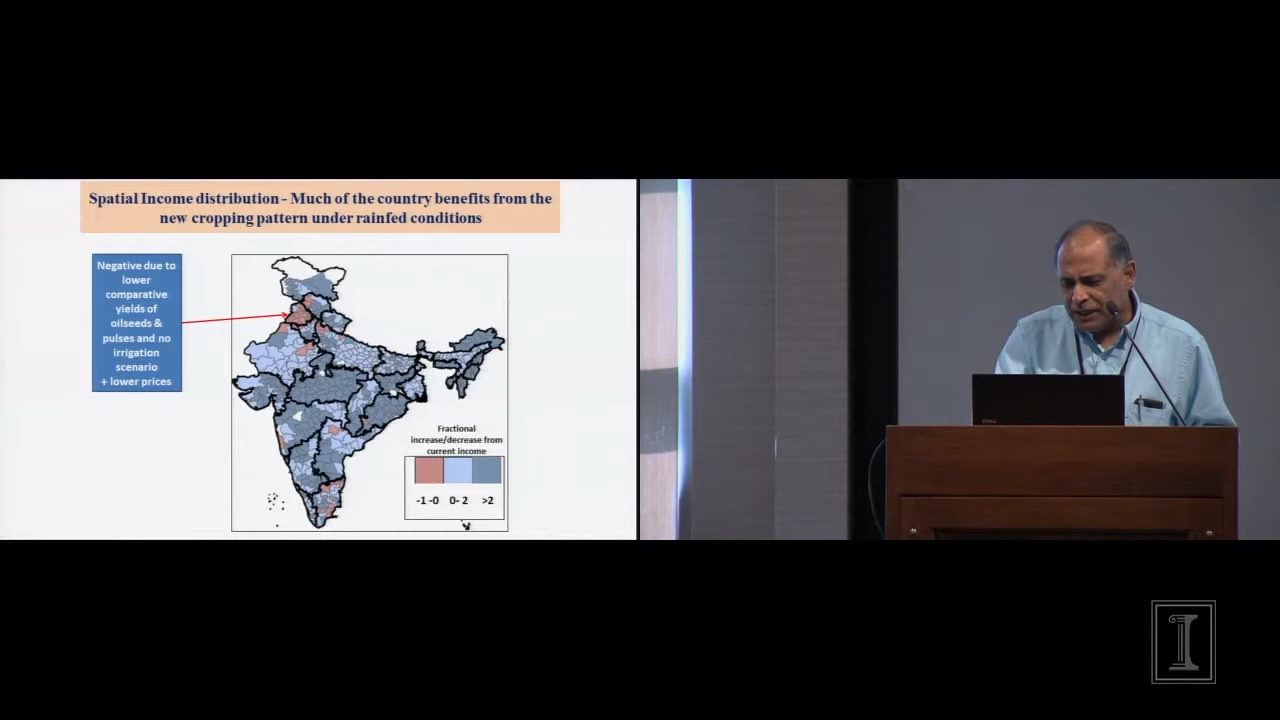 Spatial Income distribution - Much of the country benefits from the
new cropping pattern under rainfed conditions
Negative due to
lower
comparative
yields of
oilseeds &
pulses and no
irrigation
scenario
+ lower prices
Fractional
increase/decrease from
current income
-1 -0 0- 2 >2
DELL
I